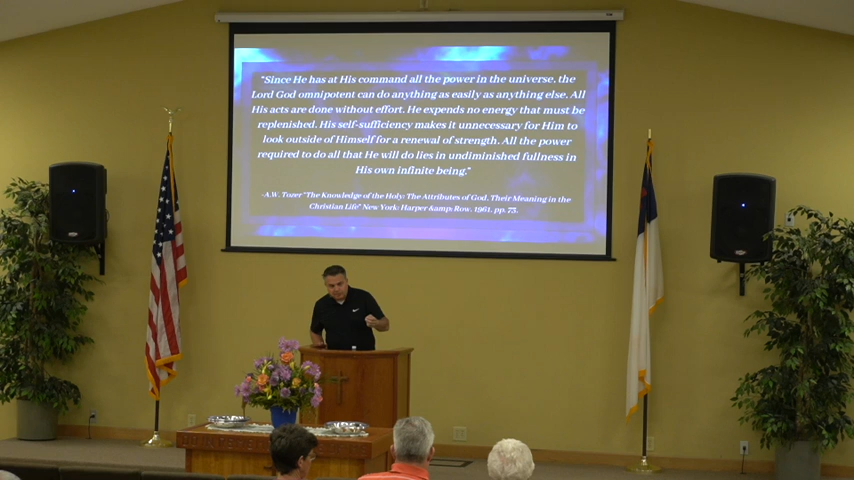 "Since He has at His command all the power in the universe, the
Lord God omnipotent can do anything as easily as anything else. All
His acts are done without effort. He expends no energy that must be
replenished. His self-sufficiency makes it unnecessary for Him to
look outside of Himself for a renewal of strength. All the power
required to do all that He will do lies in undiminished fullness in
His own infinite being."
-A.W. Tozer "The Knowledge of the Holy: The Attributes of God, Their Meaning in the
Christian Life" New York: Harper &amp; Row, 1961, pp. 73.